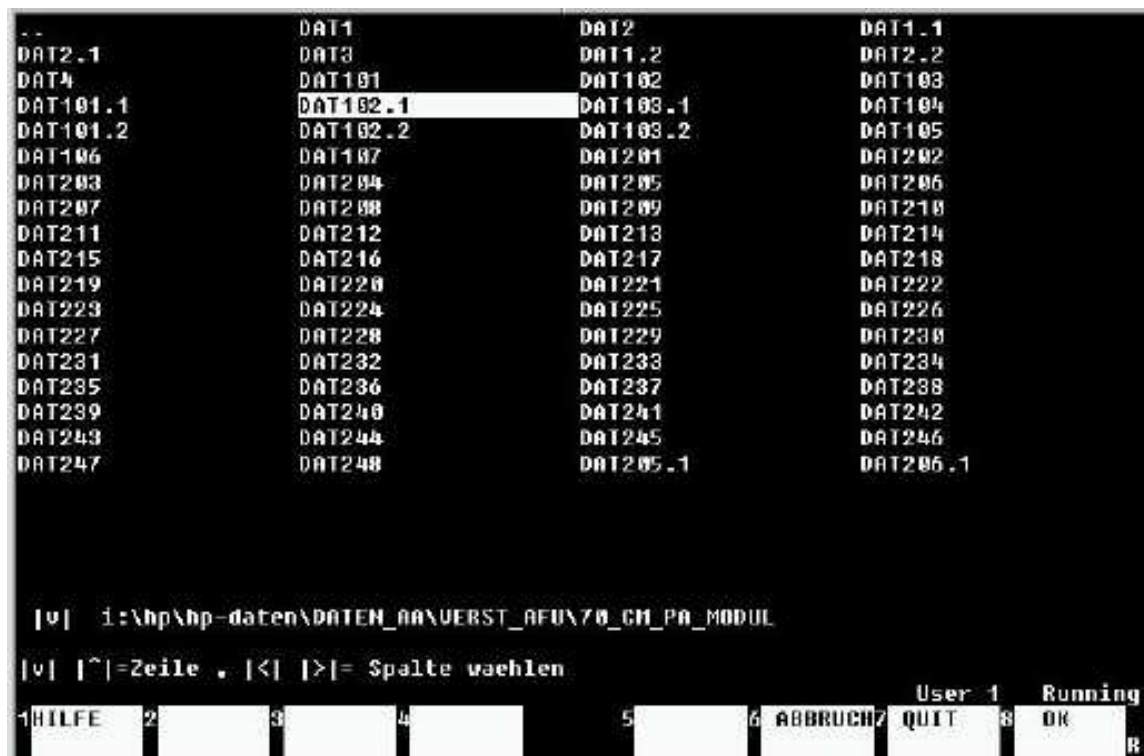 .. DAT1 DAT2 DAT1.1
DAT2.1 DAT3 DAT1.2 DAT2.2
DAT4 DAT101 DAT102 DAT103
DAT101.1 DAT102.1 DAT103.1 DAT104
DAT101.2 DAT102.2 DAT103.2 DAT105
DAT106 DAT107 DAT201 DAT202
DAT203 DAT204 DAT205 DAT206
DAT207 DAT208 DAT209 DAT210
DAT211 DAT212 DAT213 DAT214
DAT215 DAT216 DAT217 DAT218
DAT219 DAT220 DAT221 DAT222
DAT223 DAT224 DAT225 DAT226
DAT227 DAT228 DAT229 DAT230
DAT231 DAT232 DAT233 DAT234
DAT235 DAT236 DAT237 DAT238
DAT239 DAT240 DAT241 DAT242
DAT243 DAT244 DAT245 DAT246
DAT247 DAT248 DAT205.1 DAT206.1
|v| i:\hp\hp-daten\DATEN_AA\VERST_AFU\70_CM_PA_MODUL
|v| |^|=Zeile , |<| |>|= Spalte waehlen
User 1 Running
1 HILFE 2 3 4 5 6 ABBRUCH 7 QUIT 8 OK
R